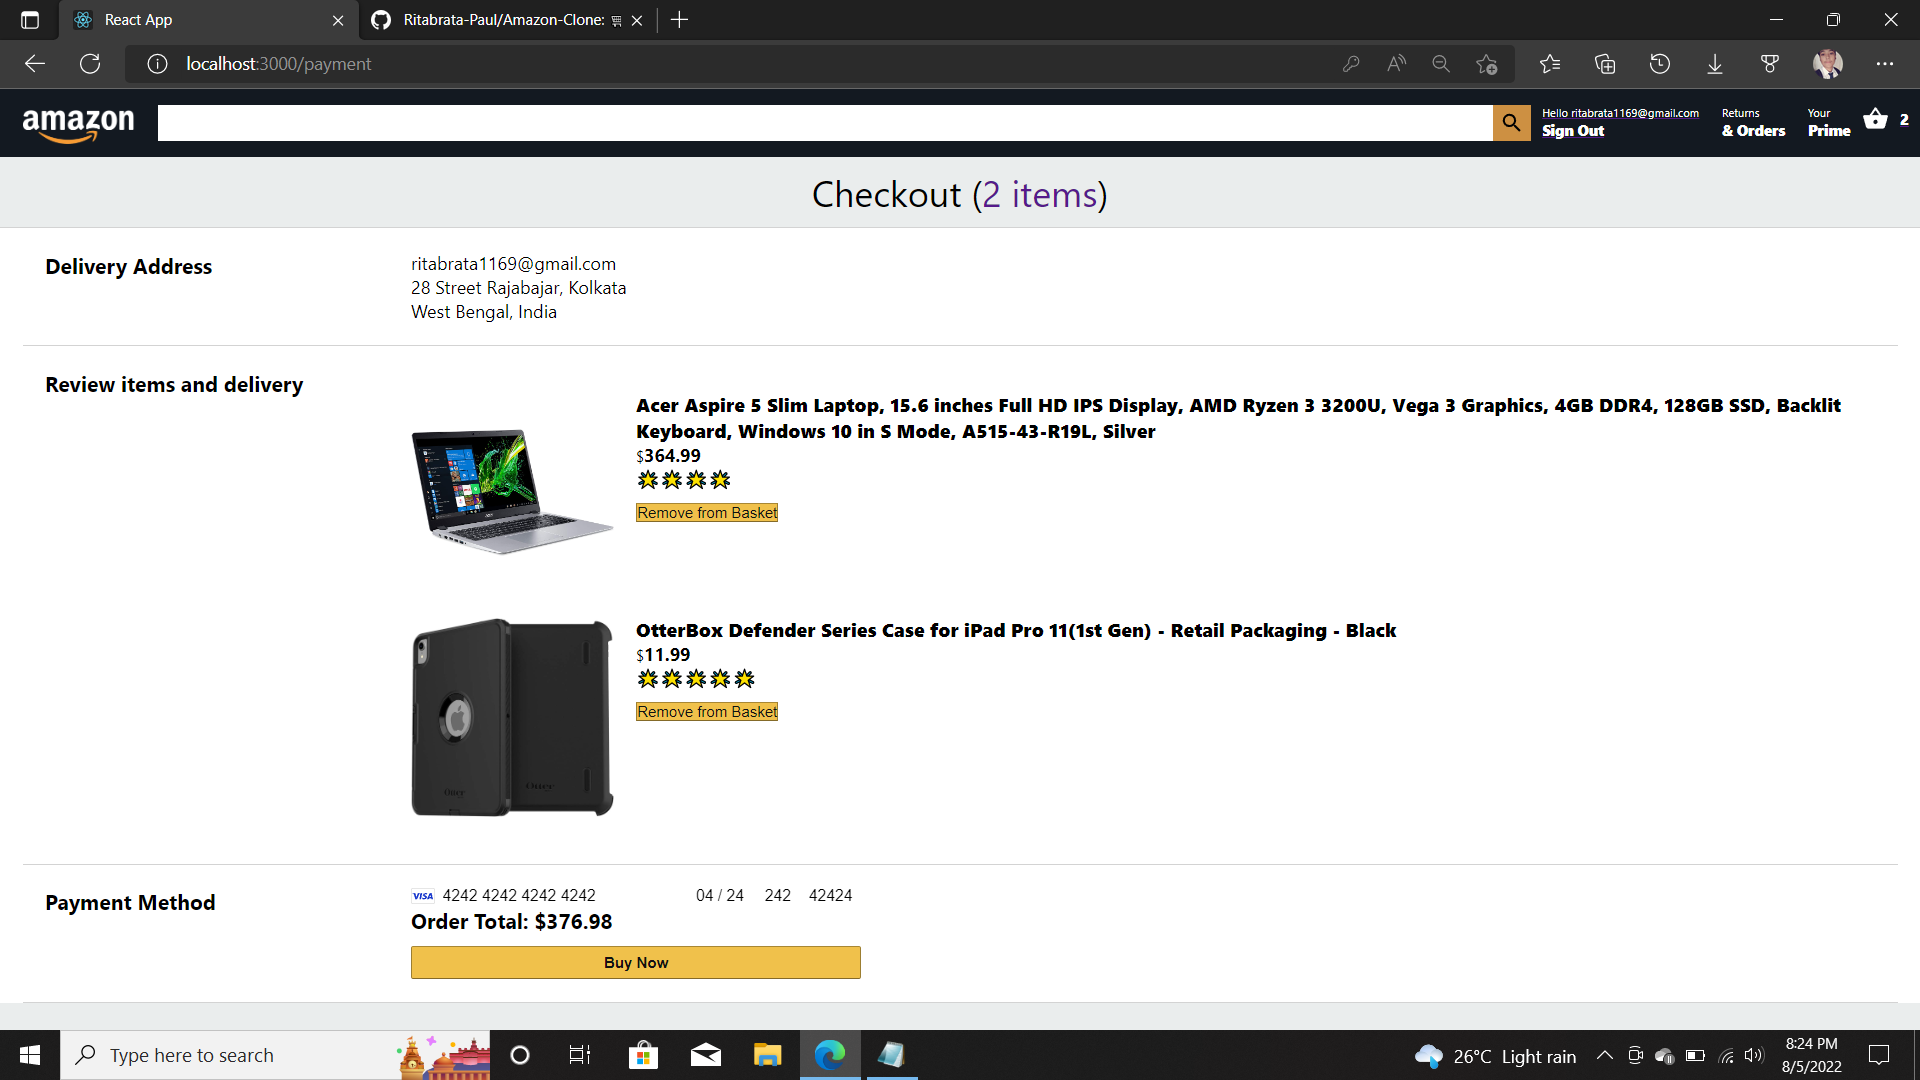 React App
Ritabrata-Paul/Amazon-Clone: 🛒
localhost:3000/payment
amazon
Hello ritabrata1169@gmail.com
Sign Out
Returns
& Orders
Your
Prime
2
Checkout (2 items)
Delivery Address
ritabrata1169@gmail.com
28 Street Rajabajar, Kolkata
West Bengal, India
Review items and delivery
Acer Aspire 5 Slim Laptop, 15.6 inches Full HD IPS Display, AMD Ryzen 3 3200U, Vega 3 Graphics, 4GB DDR4, 128GB SSD, Backlit
Keyboard, Windows 10 in S Mode, A515-43-R19L, Silver
$364.99
Remove from Basket
OtterBox Defender Series Case for iPad Pro 11(1st Gen) - Retail Packaging - Black
$11.99
Remove from Basket
Payment Method
VISA 4242 4242 4242 4242 04 / 24 242 42424
Order Total: $376.98
Buy Now
Type here to search
26°C Light rain
8:24 PM
8/5/2022